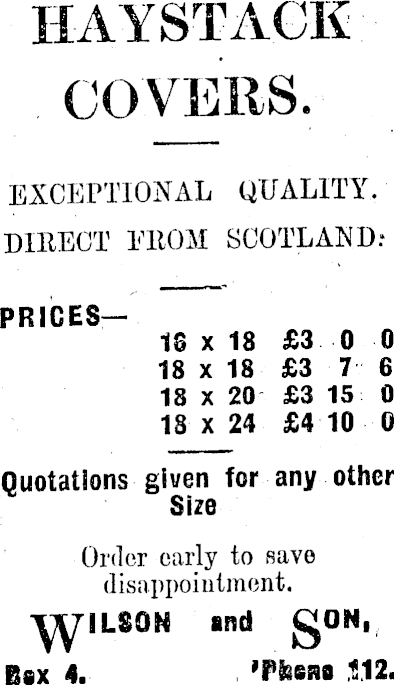 HAYSTACK
COVERS.
EXCEPTIONAL QUALITY.
DIRECT FROM SCOTLAND:
PRICES—
16 x 18 £3 0 0
18 x 18 £3 7 6
18 x 20 £3 15 0
18 x 24 £4 10 0
Quotations given for any other
Size
Order early to save
disappointment.
WILSON and SON,
Box 4. 'Phone 112.